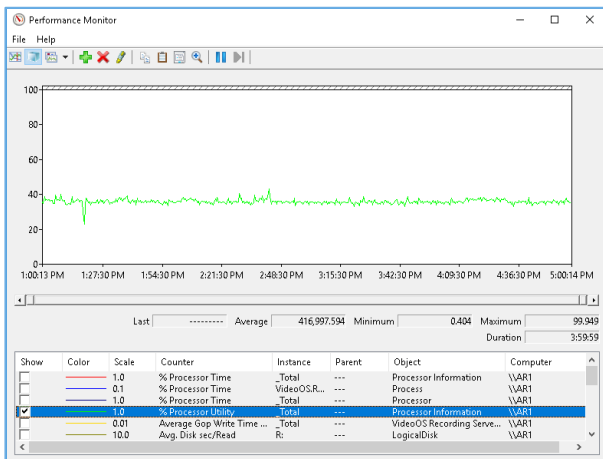 Performance Monitor
File Help
100
80
60
40
20
0
1:00:13 PM 1:27:30 PM 1:54:30 PM 2:21:30 PM 2:48:30 PM 3:15:30 PM 3:42:30 PM 4:09:30 PM 4:36:30 PM 5:00:14 PM
Last --------- Average 416,997.594 Minimum 0.404 Maximum 99.949
Duration 3:59:59
Show Color Scale Counter Instance Parent Object Computer
1.0 % Processor Time _Total --- Processor Information \\AR1
0.1 % Processor Time VideoOS.R... --- Process \\AR1
1.0 % Processor Time _Total --- Processor \\AR1
1.0 % Processor Utility _Total --- Processor Information \\AR1
0.01 Average Gop Write Time ... _Total --- VideoOS Recording Serve... \\AR1
10.0 Avg. Disk sec/Read R: --- LogicalDisk \\AR1